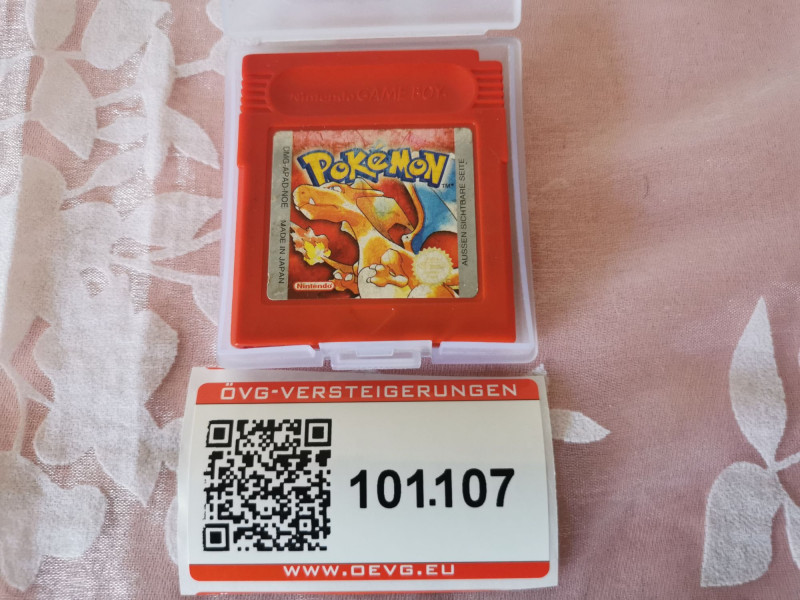 Nintendo GAME BOY
POKéMON
TM
DMG-APAD-NOE MADE IN JAPAN
AUSSEN SICHTBARE SEITE
Nintendo
ÖVG-VERSTEIGERUNGEN
101.107
WWW.OEVG.EU